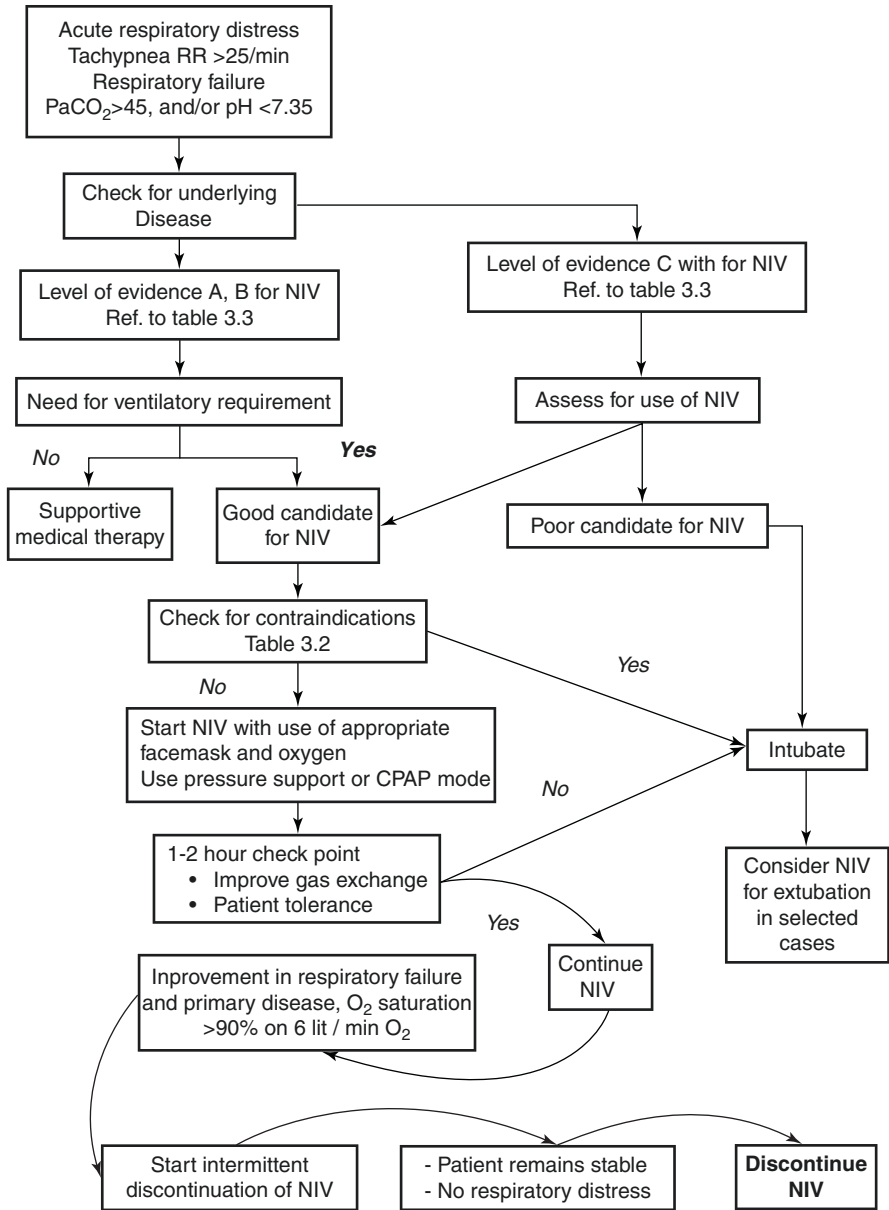 Acute respiratory distress
Tachypnea RR >25/min
Respiratory failure
PaCO2>45, and/or pH <7.35
Check for underlying
Disease
Level of evidence A, B for NIV
Ref. to table 3.3
Level of evidence C with for NIV
Ref. to table 3.3
Need for ventilatory requirement
Assess for use of NIV
No
Yes
Supportive
medical therapy
Good candidate
for NIV
Poor candidate for NIV
Check for contraindications
Table 3.2
Yes
No
Start NIV with use of appropriate
facemask and oxygen
Use pressure support or CPAP mode
Intubate
No
1-2 hour check point
• Improve gas exchange
• Patient tolerance
Consider NIV
for extubation
in selected
cases
Yes
Continue
NIV
Inprovement in respiratory failure
and primary disease, O2 saturation
>90% on 6 lit / min O2
Start intermittent
discontinuation of NIV
- Patient remains stable
- No respiratory distress
Discontinue
NIV